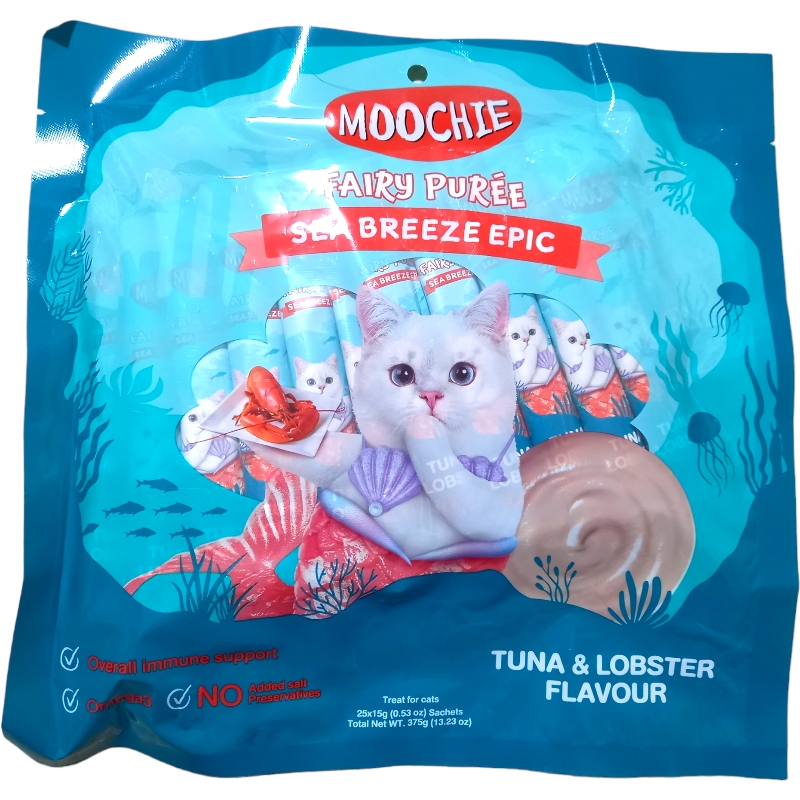 MOOCHIE
FAIRY PURÉE
SEA BREEZE EPIC
TUNA & LOBSTER
FLAVOUR
Overall immune support
NO Added salt
Preservatives
Treat for cats
25x15g (0.53 oz) Sachets
Total Net WT. 375g (13.23 oz)